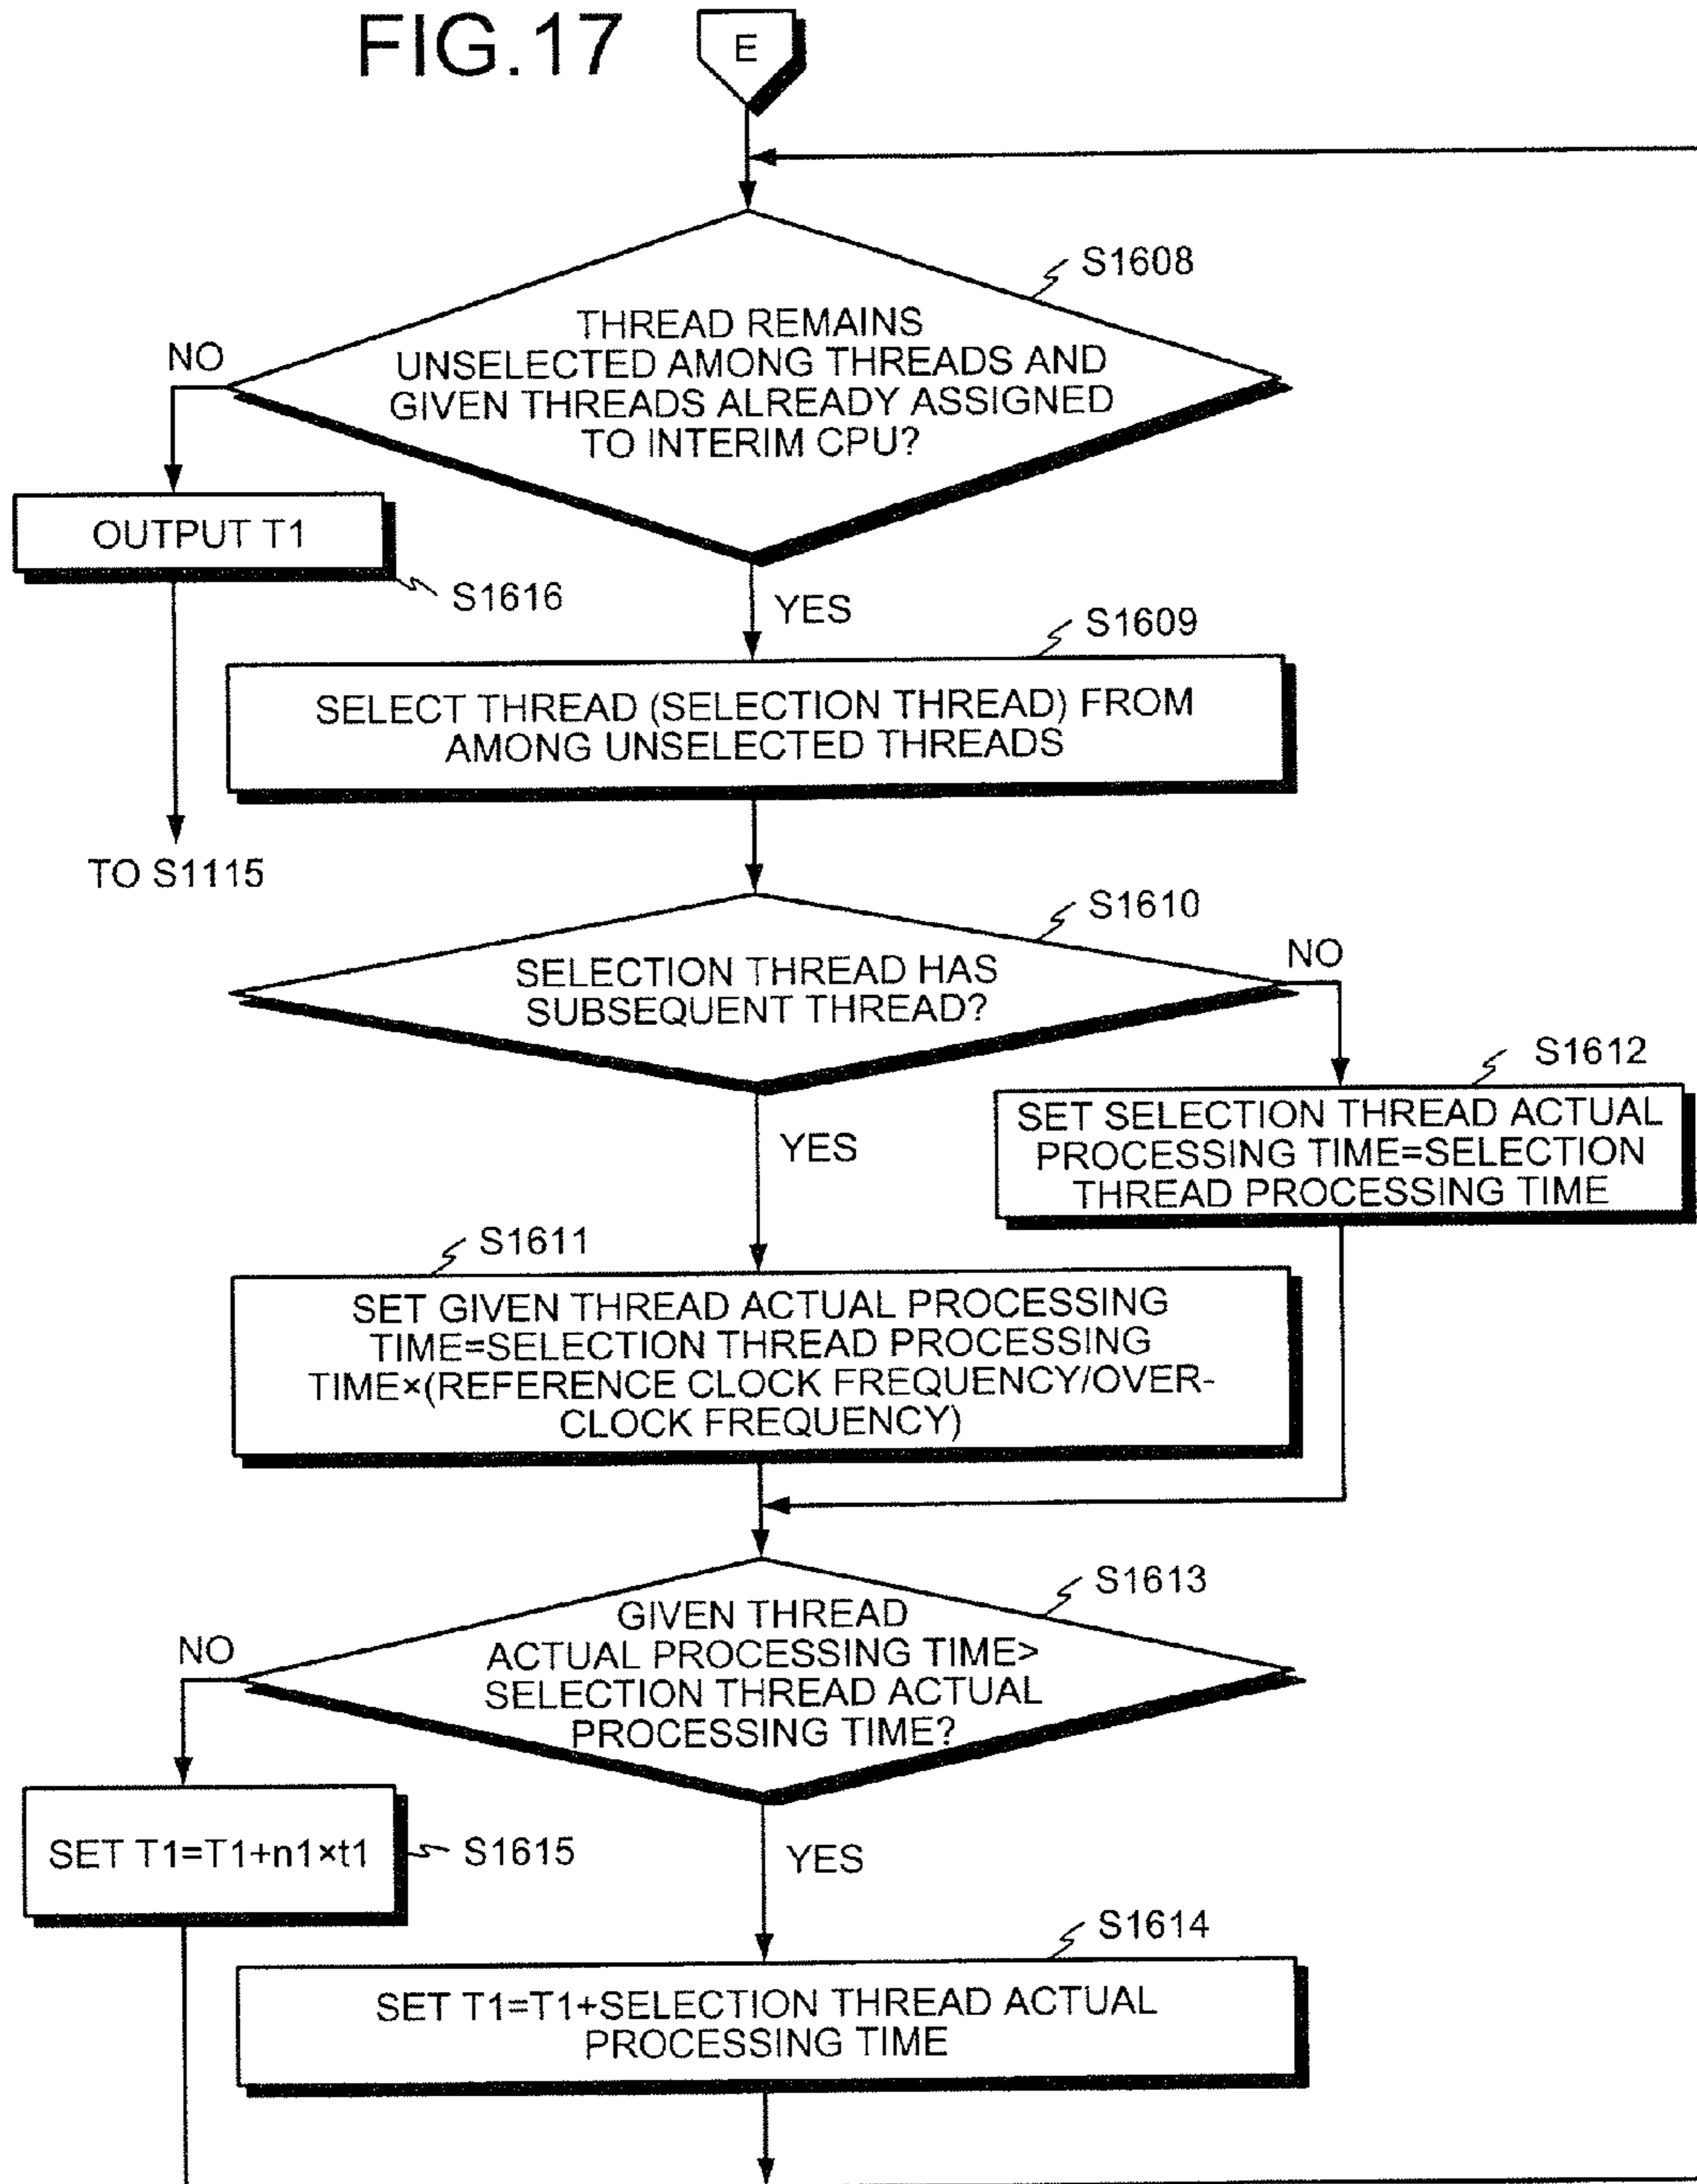 FIG.17
E
S1608
THREAD REMAINS
UNSELECTED AMONG THREADS AND
GIVEN THREADS ALREADY ASSIGNED
TO INTERIM CPU?
NO
OUTPUT T1
S1616
YES
S1609
SELECT THREAD (SELECTION THREAD) FROM
AMONG UNSELECTED THREADS
TO S1115
S1610
SELECTION THREAD HAS
SUBSEQUENT THREAD?
NO
S1612
SET SELECTION THREAD ACTUAL
PROCESSING TIME=SELECTION
THREAD PROCESSING TIME
YES
S1611
SET GIVEN THREAD ACTUAL PROCESSING
TIME=SELECTION THREAD PROCESSING
TIME×(REFERENCE CLOCK FREQUENCY/OVER-
CLOCK FREQUENCY)
S1613
GIVEN THREAD
ACTUAL PROCESSING TIME>
SELECTION THREAD ACTUAL
PROCESSING TIME?
NO
SET T1=T1+n1×t1
S1615
YES
S1614
SET T1=T1+SELECTION THREAD ACTUAL
PROCESSING TIME